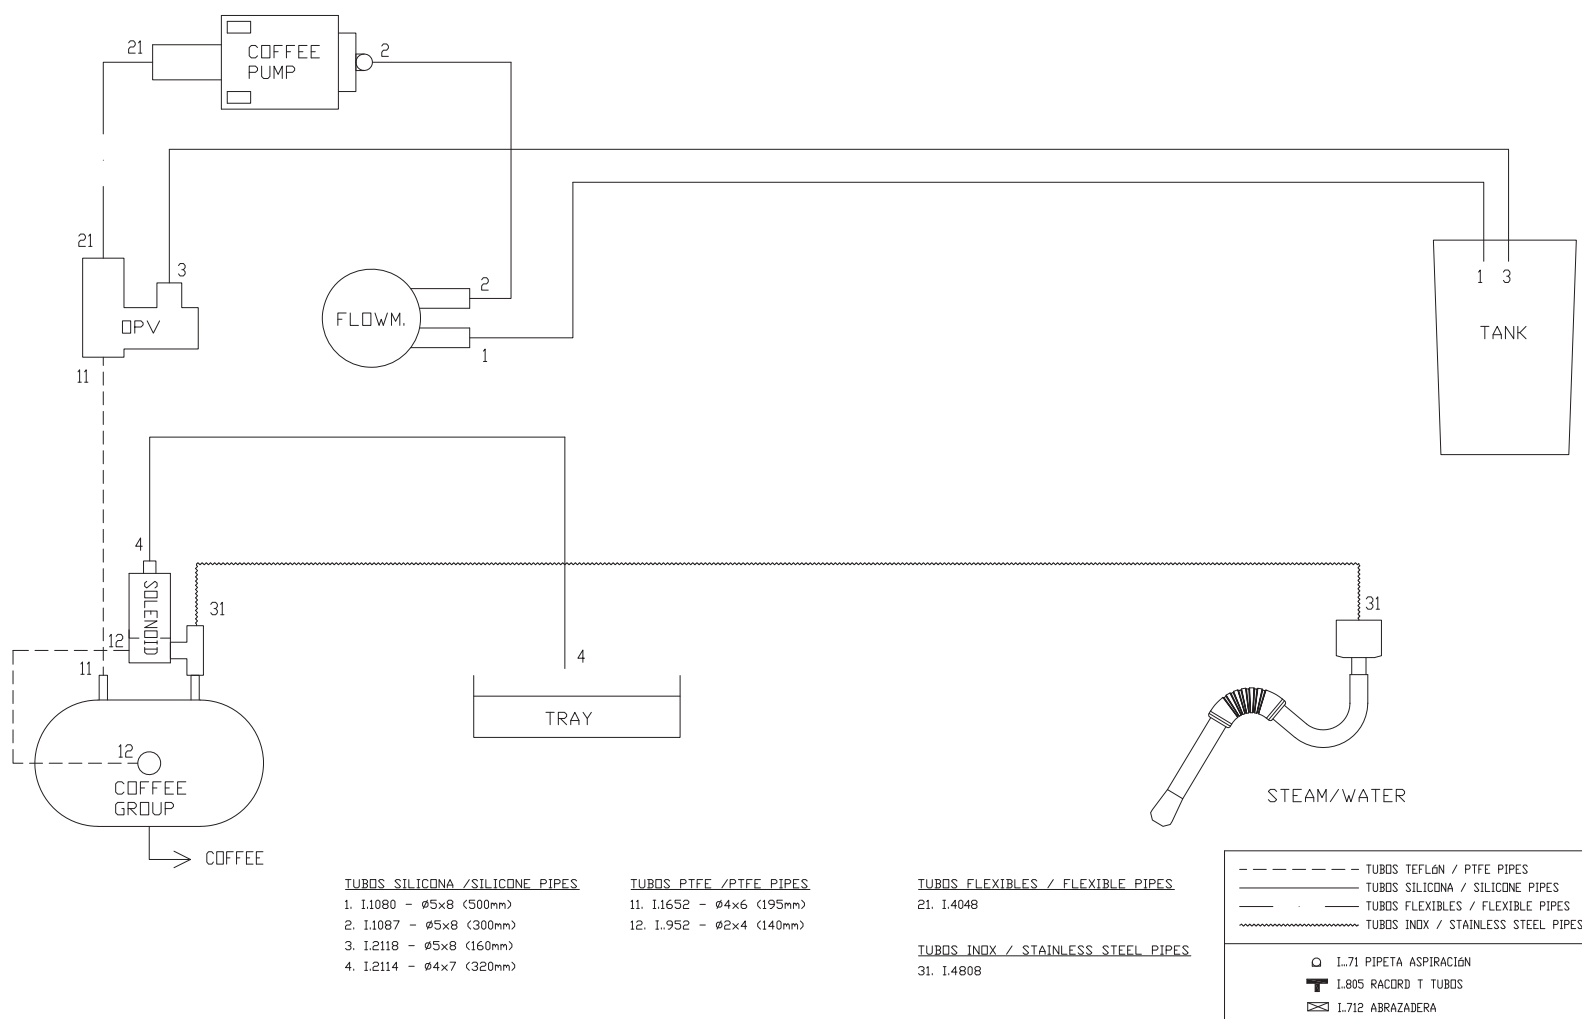 21
COFFEE
PUMP
2
21
3
OPV
11
FLOWM.
2
1
1 3
TANK
4
SOLENOID
12
31
11
12
COFFEE
GROUP
COFFEE
4
TRAY
31
STEAM/WATER
TUBOS SILICONA /SILICONE PIPES
1. I.1080 - Ø5x8 (500mm)
2. I.1087 - Ø5x8 (300mm)
3. I.2118 - Ø5x8 (160mm)
4. I.2114 - Ø4x7 (320mm)
TUBOS PTFE /PTFE PIPES
11. I.1652 - Ø4x6 (195mm)
12. I..952 - Ø2x4 (140mm)
TUBOS FLEXIBLES / FLEXIBLE PIPES
21. I.4048
TUBOS INOX / STAINLESS STEEL PIPES
31. I.4808
TUBOS TEFLóN / PTFE PIPES
TUBOS SILICONA / SILICONE PIPES
TUBOS FLEXIBLES / FLEXIBLE PIPES
TUBOS INOX / STAINLESS STEEL PIPES
I...71 PIPETA ASPIRACIóN
I..805 RACORD T TUBOS
I..712 ABRAZADERA